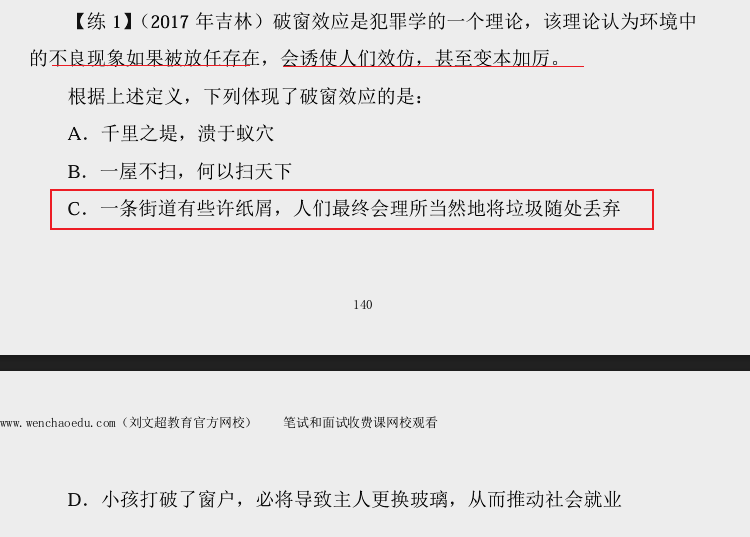 【练 1】（2017 年吉林）破窗效应是犯罪学的一个理论，该理论认为环境中
的不良现象如果被放任存在，会诱使人们效仿，甚至变本加厉。
根据上述定义，下列体现了破窗效应的是：
A．千里之堤，溃于蚁穴
B．一屋不扫，何以扫天下
C．一条街道有些许纸屑，人们最终会理所当然地将垃圾随处丢弃
140
www.wenchaoedu.com（刘文超教育官方网校） 笔试和面试收费课网校观看
D．小孩打破了窗户，必将导致主人更换玻璃，从而推动社会就业